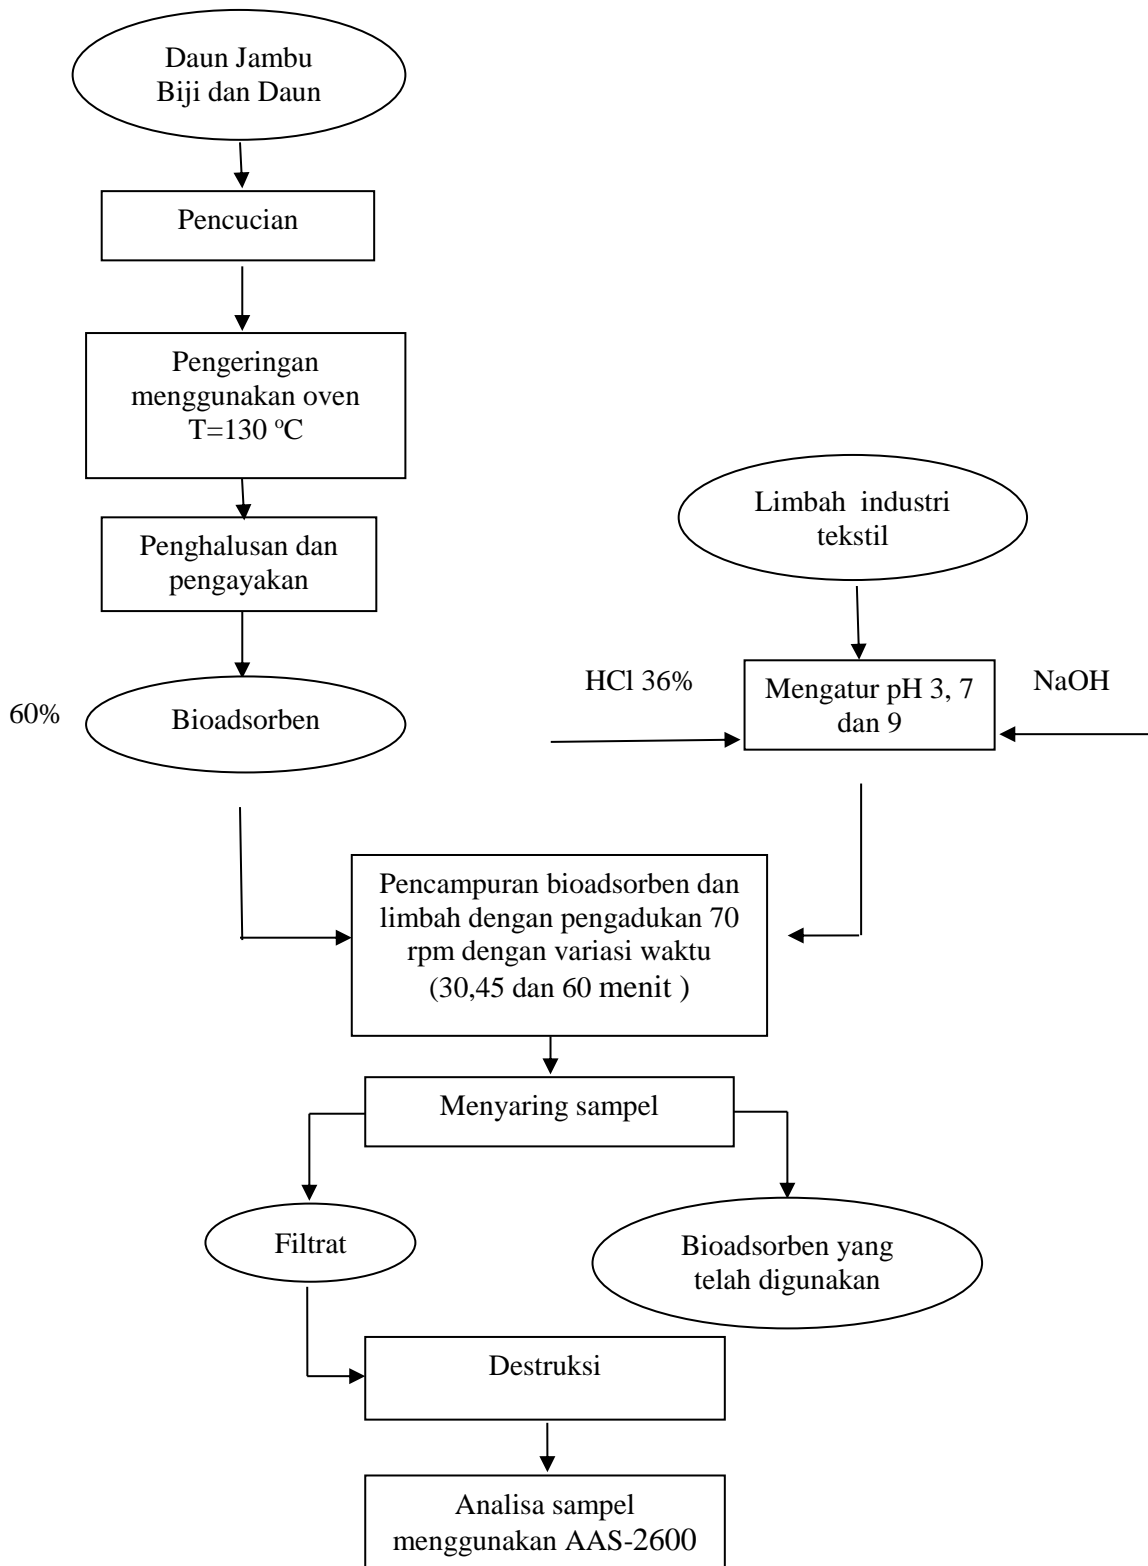 Daun Jambu
Biji dan Daun
Pencucian
Pengeringan
menggunakan oven
T=130 ᵒC
Penghalusan dan
pengayakan
60%
Bioadsorben
Limbah industri
tekstil
HCl 36%
Mengatur pH 3, 7
dan 9
NaOH
Pencampuran bioadsorben dan
limbah dengan pengadukan 70
rpm dengan variasi waktu
(30,45 dan 60 menit )
Menyaring sampel
Filtrat
Bioadsorben yang
telah digunakan
Destruksi
Analisa sampel
menggunakan AAS-2600